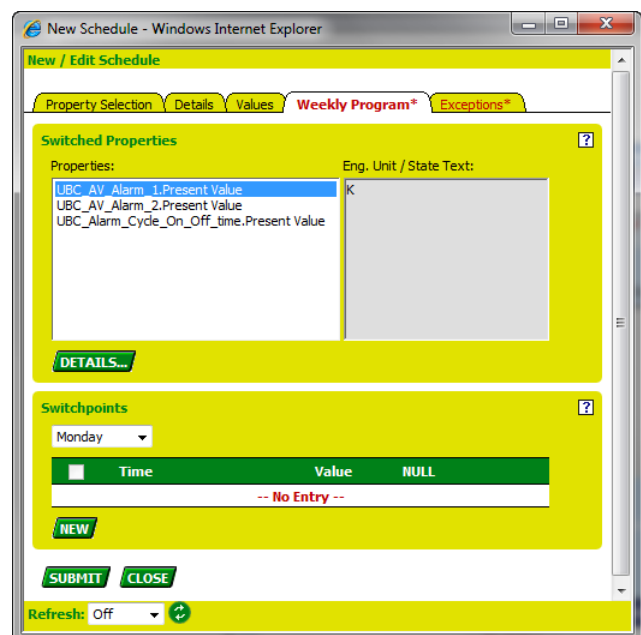 New Schedule - Windows Internet Explorer
New / Edit Schedule
Property Selection Details Values Weekly Program* Exceptions*
Switched Properties ?
Properties: Eng. Unit / State Text:
UBC_AV_Alarm_1.Present Value K
UBC_AV_Alarm_2.Present Value
UBC_Alarm_Cycle_On_Off_time.Present Value
DETAILS...
Switchpoints ?
Monday
Time Value NULL
-- No Entry --
NEW
SUBMIT CLOSE
Refresh: Off